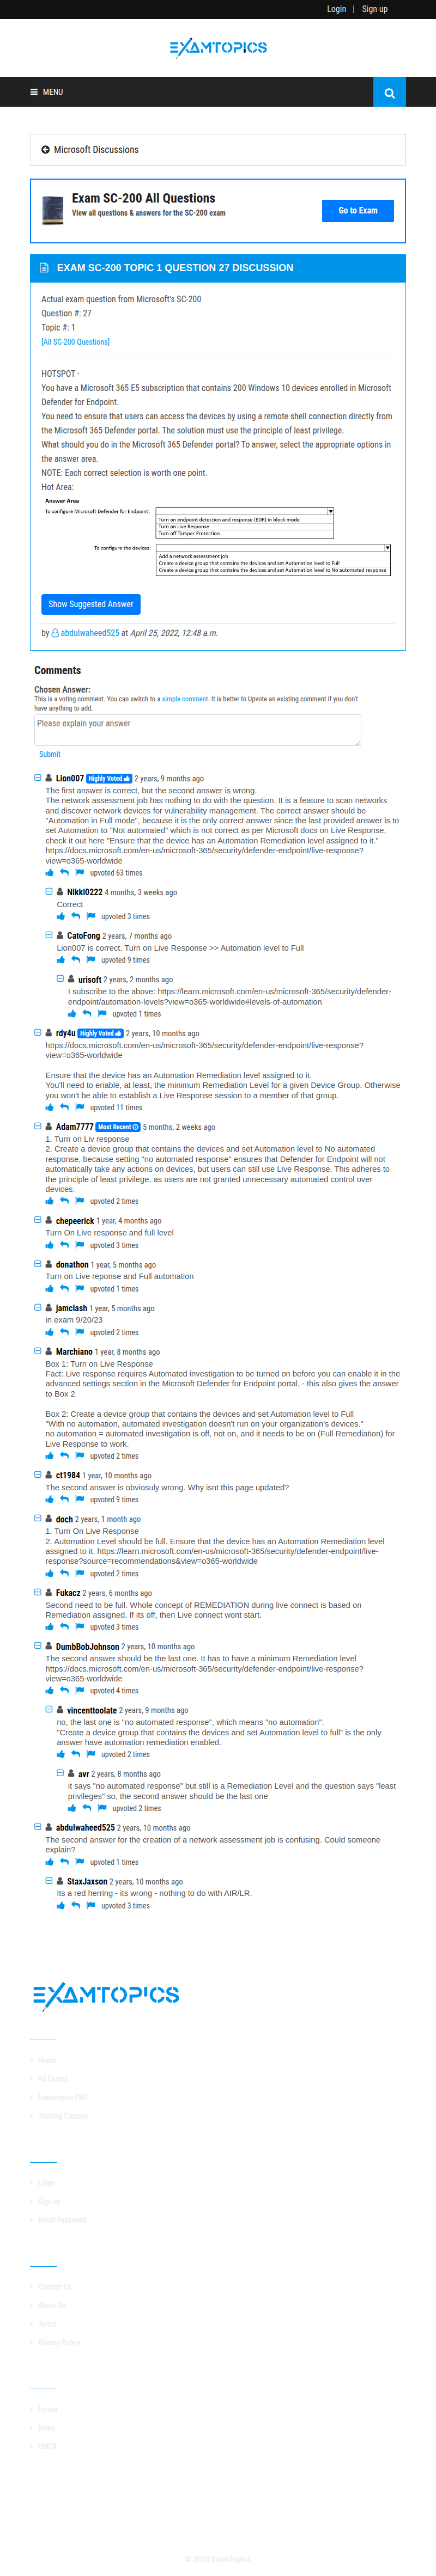 Login | Sign up
EXAMTOPICS
MENU
Microsoft Discussions
Exam SC-200 All Questions
View all questions & answers for the SC-200 exam
Go to Exam
EXAM SC-200 TOPIC 1 QUESTION 27 DISCUSSION
Actual exam question from Microsoft's SC-200
Question #: 27
Topic #: 1
[All SC-200 Questions]
HOTSPOT -
You have a Microsoft 365 E5 subscription that contains 200 Windows 10 devices enrolled in Microsoft
Defender for Endpoint.
You need to ensure that users can access the devices by using a remote shell connection directly from
the Microsoft 365 Defender portal. The solution must use the principle of least privilege.
What should you do in the Microsoft 365 Defender portal? To answer, select the appropriate options in
the answer area.
NOTE: Each correct selection is worth one point.
Hot Area:
Answer Area
To configure Microsoft Defender for Endpoint:
Turn on endpoint detection and response (EDR) in block mode
Turn on Live Response
Turn off Tamper Protection
To configure the devices:
Add a network assessment job
Create a device group that contains the devices and set Automation level to Full
Create a device group that contains the devices and set Automation level to No automated response
Show Suggested Answer
by abdulwaheed525 at April 25, 2022, 12:48 a.m.
Comments
Chosen Answer:
This is a voting comment. You can switch to a simple comment. It is better to Upvote an existing comment if you don't
have anything to add.
Please explain your answer
Submit
Lion007 Highly Voted 2 years, 9 months ago
The first answer is correct, but the second answer is wrong.
The network assessment job has nothing to do with the question. It is a feature to scan networks
and discover network devices for vulnerability management. The correct answer should be
"Automation in Full mode", because it is the only correct answer since the last provided answer is to
set Automation to "Not automated" which is not correct as per Microsoft docs on Live Response,
check it out here "Ensure that the device has an Automation Remediation level assigned to it."
https://docs.microsoft.com/en-us/microsoft-365/security/defender-endpoint/live-response?
view=o365-worldwide
upvoted 63 times
Nikki0222 4 months, 3 weeks ago
Correct
upvoted 3 times
CatoFong 2 years, 7 months ago
Lion007 is correct. Turn on Live Response >> Automation level to Full
upvoted 9 times
urisoft 2 years, 2 months ago
I subscribe to the above: https://learn.microsoft.com/en-us/microsoft-365/security/defender-
endpoint/automation-levels?view=o365-worldwide#levels-of-automation
upvoted 1 times
rdy4u Highly Voted 2 years, 10 months ago
https://docs.microsoft.com/en-us/microsoft-365/security/defender-endpoint/live-response?
view=o365-worldwide
Ensure that the device has an Automation Remediation level assigned to it.
You'll need to enable, at least, the minimum Remediation Level for a given Device Group. Otherwise
you won't be able to establish a Live Response session to a member of that group.
upvoted 11 times
Adam7777 Most Recent 5 months, 2 weeks ago
1. Turn on Liv response
2. Create a device group that contains the devices and set Automation level to No automated
response, because setting "no automated response" ensures that Defender for Endpoint will not
automatically take any actions on devices, but users can still use Live Response. This adheres to
the principle of least privilege, as users are not granted unnecessary automated control over
devices.
upvoted 2 times
chepeerick 1 year, 4 months ago
Turn On Live response and full level
upvoted 3 times
donathon 1 year, 5 months ago
Turn on Live reponse and Full automation
upvoted 1 times
jamclash 1 year, 5 months ago
in exam 9/20/23
upvoted 2 times
Marchiano 1 year, 8 months ago
Box 1: Turn on Live Response
Fact: Live response requires Automated investigation to be turned on before you can enable it in the
advanced settings section in the Microsoft Defender for Endpoint portal. - this also gives the answer
to Box 2
Box 2: Create a device group that contains the devices and set Automation level to Full
"With no automation, automated investigation doesn't run on your organization's devices."
no automation = automated investigation is off, not on, and it needs to be on (Full Remediation) for
Live Response to work.
upvoted 2 times
ct1984 1 year, 10 months ago
The second answer is obviosuly wrong. Why isnt this page updated?
upvoted 9 times
doch 2 years, 1 month ago
1. Turn On Live Response
2. Automation Level should be full. Ensure that the device has an Automation Remediation level
assigned to it. https://learn.microsoft.com/en-us/microsoft-365/security/defender-endpoint/live-
response?source=recommendations&view=o365-worldwide
upvoted 2 times
Fukacz 2 years, 6 months ago
Second need to be full. Whole concept of REMEDIATION during live connect is based on
Remediation assigned. If its off, then Live connect wont start.
upvoted 3 times
DumbBobJohnson 2 years, 10 months ago
The second answer should be the last one. It has to have a minimum Remediation level
https://docs.microsoft.com/en-us/microsoft-365/security/defender-endpoint/live-response?
view=o365-worldwide
upvoted 4 times
vincenttoolate 2 years, 9 months ago
no, the last one is "no automated response", which means "no automation".
"Create a device group that contains the devices and set Automation level to full" is the only
answer have automation remediation enabled.
upvoted 2 times
avr 2 years, 8 months ago
it says "no automated response" but still is a Remediation Level and the question says "least
privileges" so, the second answer should be the last one
upvoted 2 times
abdulwaheed525 2 years, 10 months ago
The second answer for the creation of a network assessment job is confusing. Could someone
explain?
upvoted 1 times
StaxJaxson 2 years, 10 months ago
Its a red herring - its wrong - nothing to do with AIR/LR.
upvoted 3 times
EXAMTOPICS
Home
All Exams
Examtopics PRO
Training Courses
Login
Sign up
Reset Password
Contact Us
About Us
Terms
Privacy Policy
Forum
News
DMCA
© 2024 ExamTopics